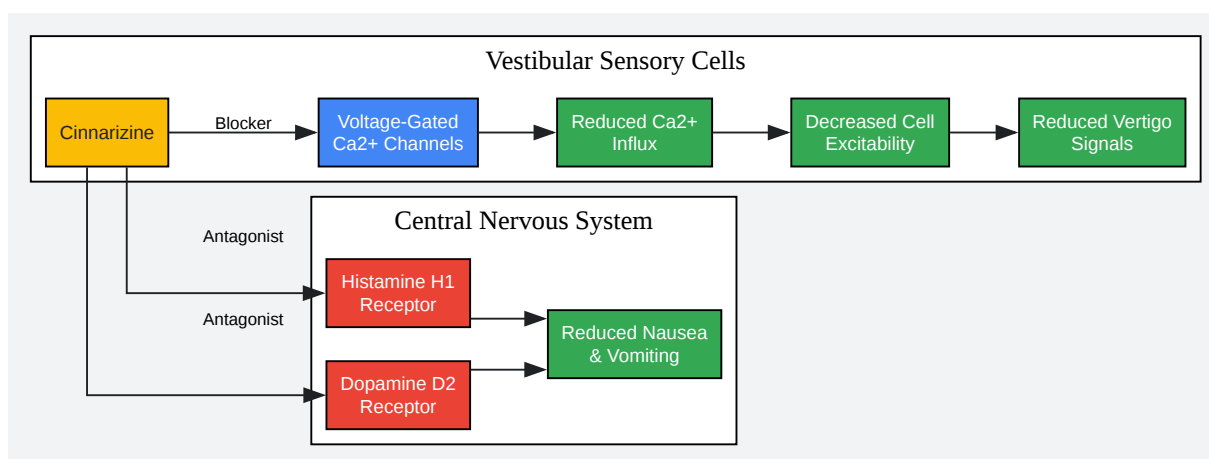 Vestibular Sensory Cells
Cinnarizine
Blocker
Voltage-Gated
Ca2+ Channels
Reduced Ca2+
Influx
Decreased Cell
Excitability
Reduced Vertigo
Signals
Central Nervous System
Antagonist
Histamine H1
Receptor
Antagonist
Dopamine D2
Receptor
Reduced Nausea
& Vomiting